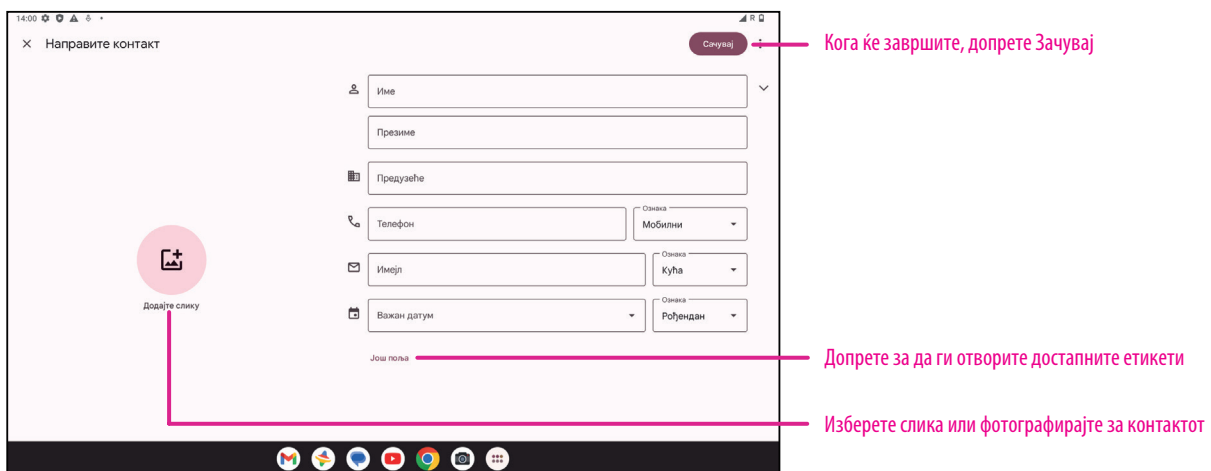 14:00
R
Направите контакт
Сачувај
Кога ќе завршите, допрете Зачувај
Име
Презиме
Предузеће
Телефон
Ознака
Мобилни
Имејл
Ознака
Кућа
Додајте слику
Важан датум
Ознака
Рођендан
Још поља
Допрете за да ги отворите достапните етикети
Изберете слика или фотографирајте за контактот